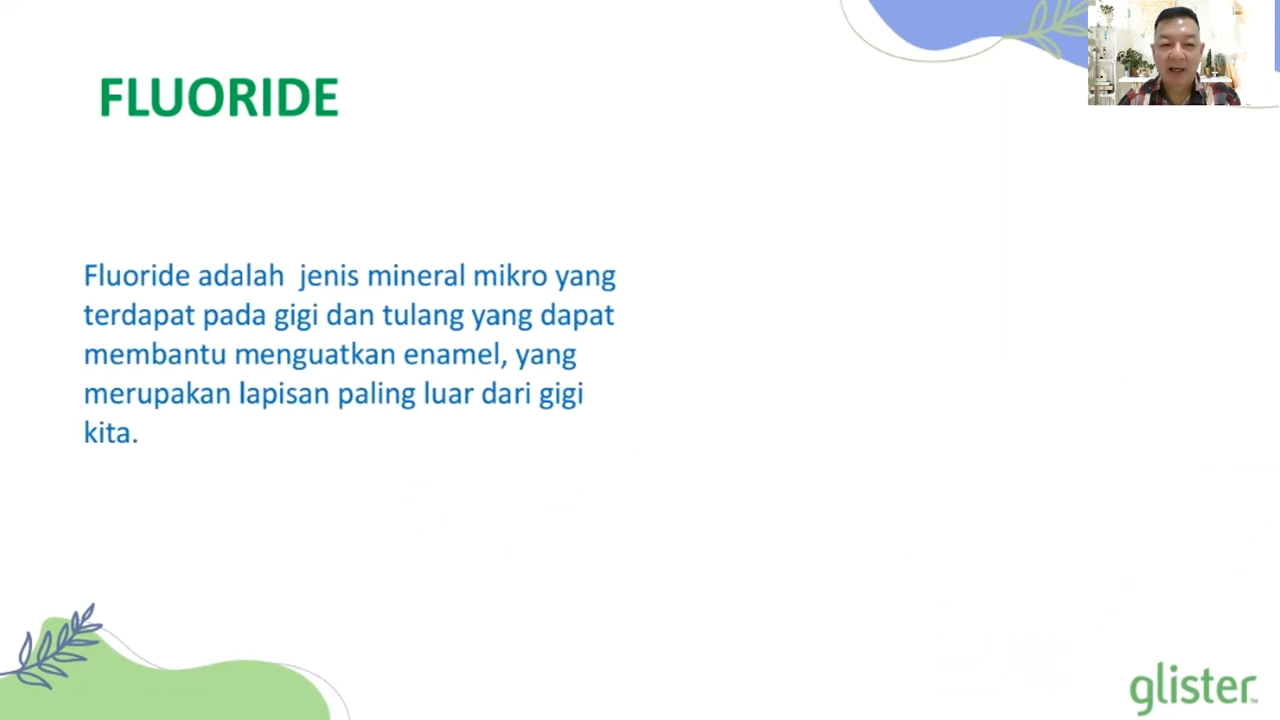 FLUORIDE
Fluoride adalah jenis mineral mikro yang
terdapat pada gigi dan tulang yang dapat
membantu menguatkan enamel, yang
merupakan lapisan paling luar dari gigi
kita.
glister™